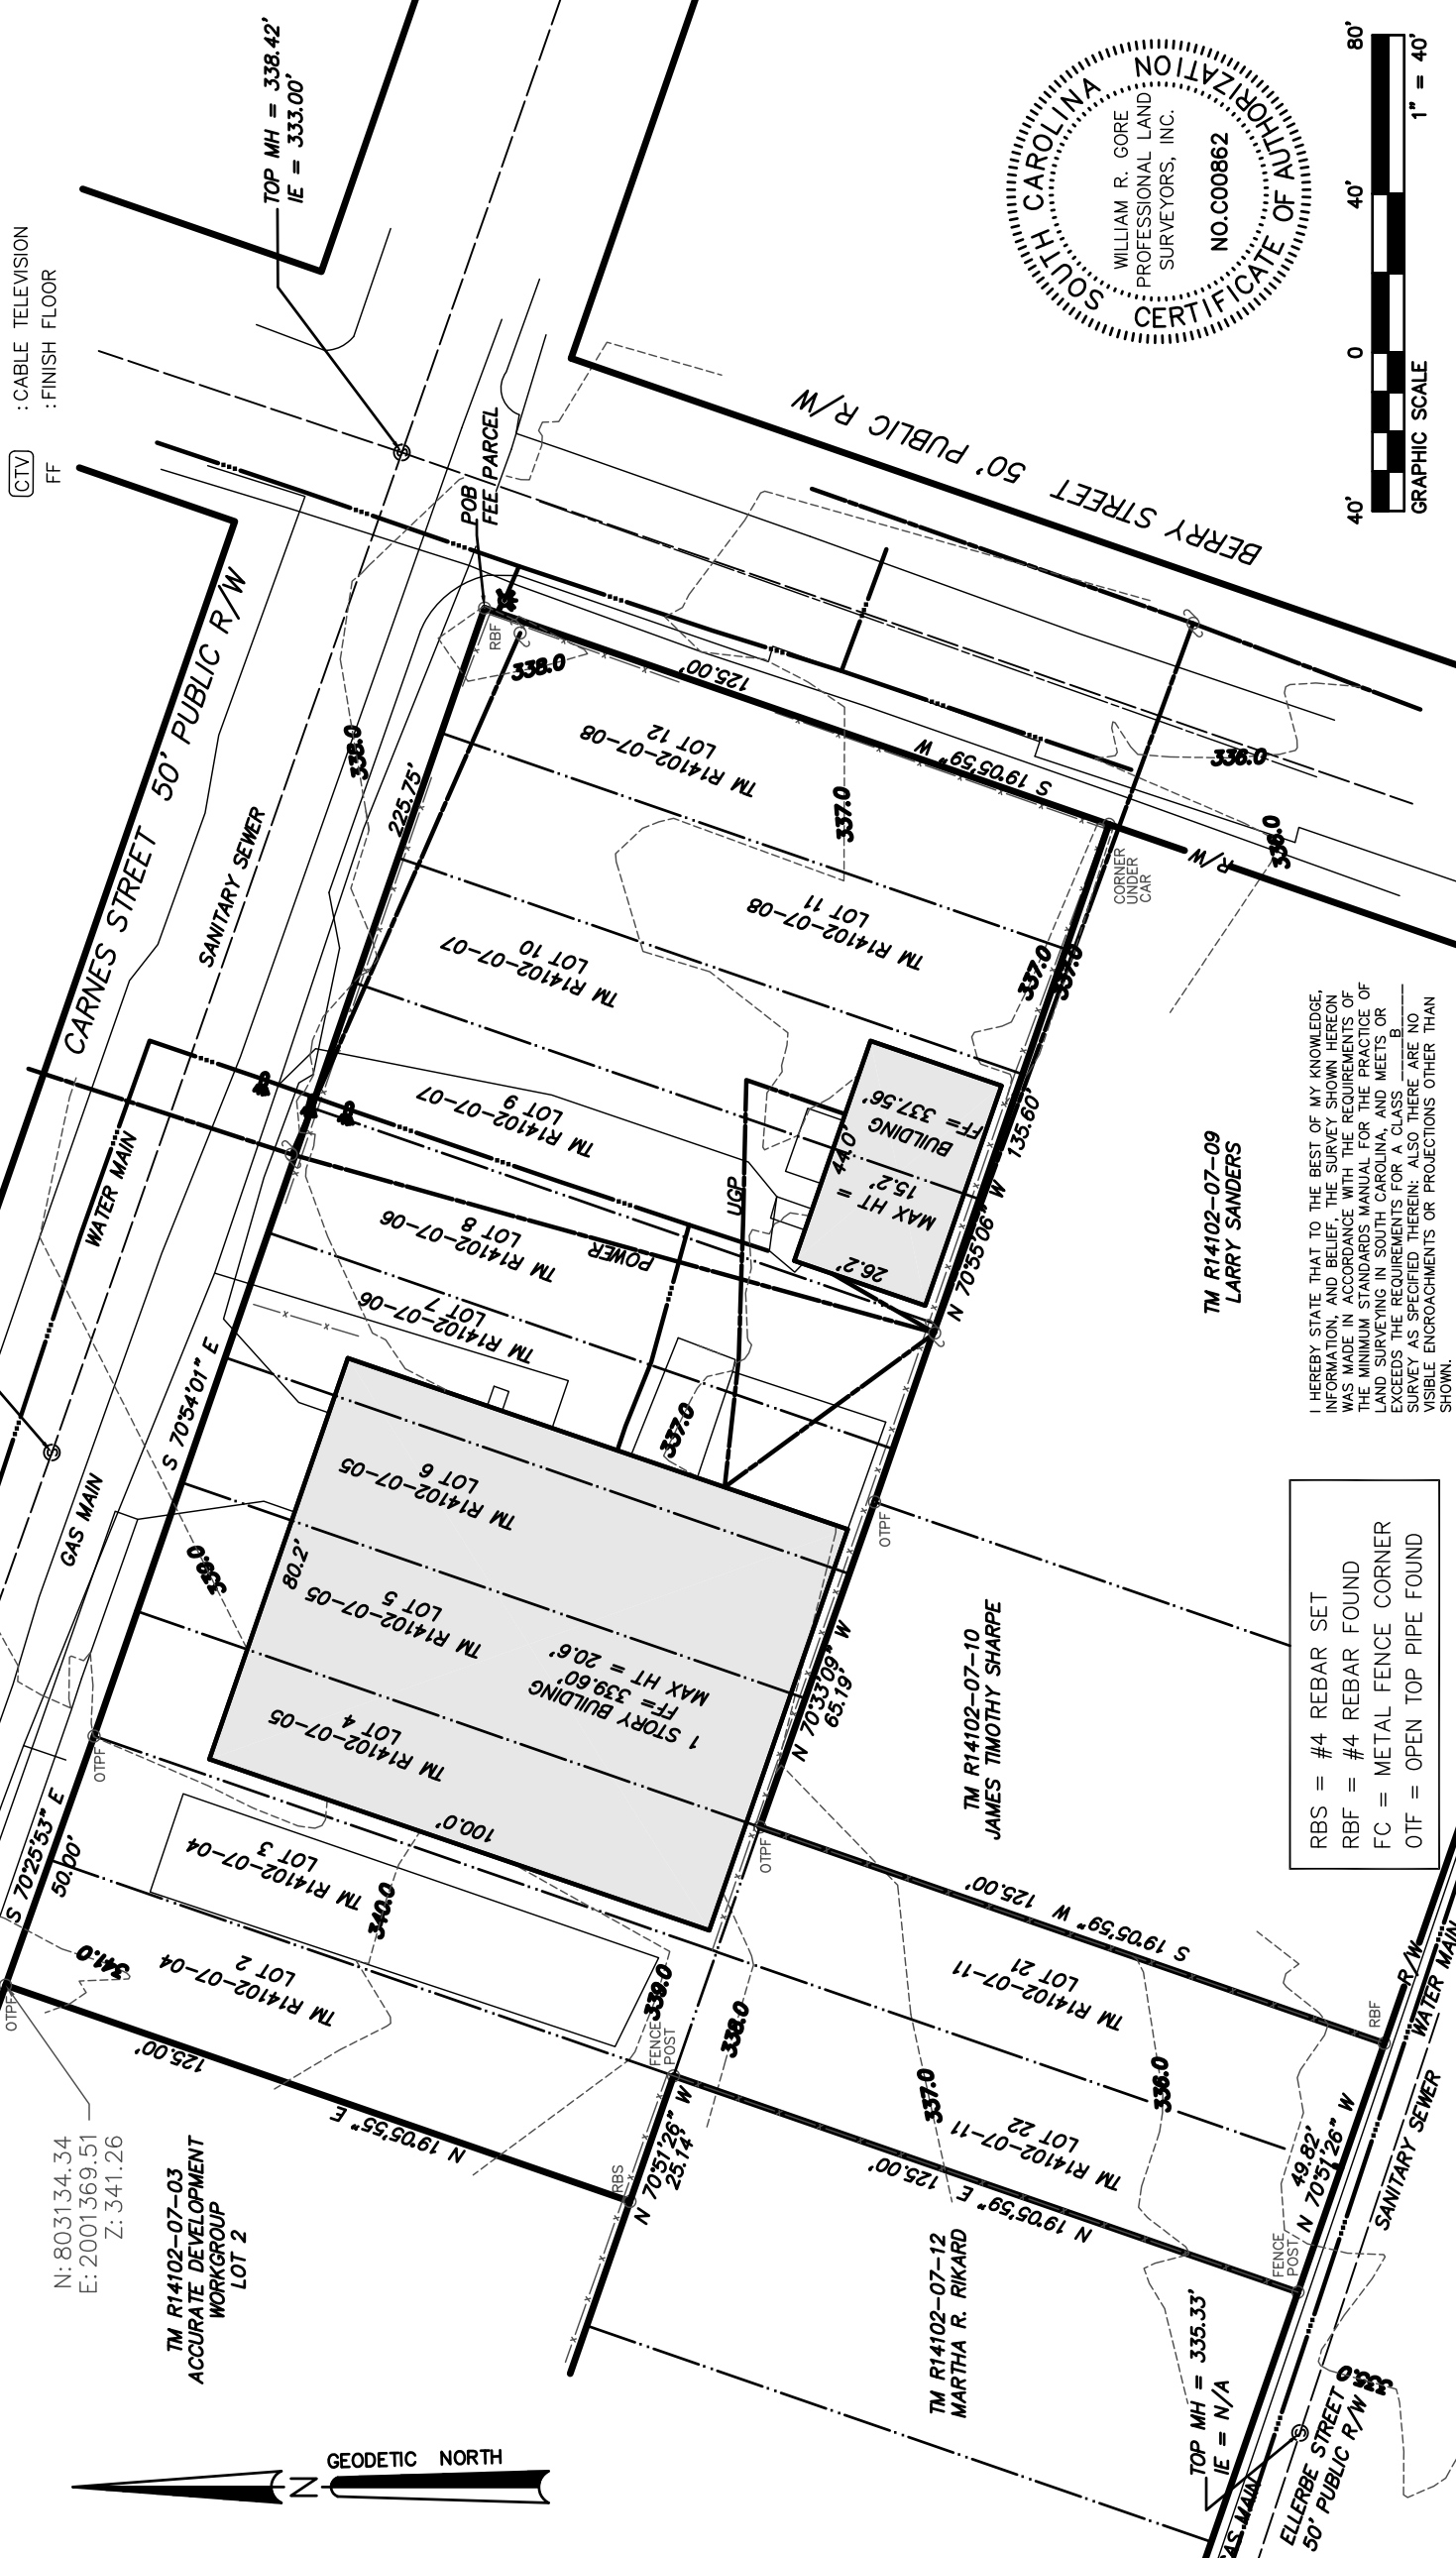 CTV : CABLE TELEVISION
FF : FINISH FLOOR
TOP MH = 338.42'
IE = 333.00'
POB
FEE PARCEL
RBF
338.0
CARNES STREET 50' PUBLIC R/W
SANITARY SEWER
WATER MAIN
GAS MAIN
338.0
225.75'
S 70°54'01" E
S 70°25'53" E
50.00'
BERRY STREET 50' PUBLIC R/W
125.00'
S 19°05'59" W
R/W
CORNER
UNDER
CAR
336.0
336.0
337.0
337.0
337.0
TM R14102-07-08
LOT 12
TM R14102-07-08
LOT 11
TM R14102-07-07
LOT 10
TM R14102-07-07
LOT 9
TM R14102-07-06
LOT 8
TM R14102-07-06
LOT 7
TM R14102-07-05
LOT 6
TM R14102-07-05
LOT 5
TM R14102-07-05
LOT 4
TM R14102-07-04
LOT 3
TM R14102-07-04
LOT 2
POWER
UGP
BUILDING
FF= 337.56'
MAX HT =
15.2'
44.0'
26.2'
135.60'
N 70°55'06" W
337.0
339.0
80.2'
1 STORY BUILDING
FF= 339.60'
MAX HT = 20.6'
100.0'
OTPF
N 70°33'09" W
65.19'
OTPF
OTPF
OTPF
340.0
341.0
339.0
338.0
FENCE
POST
RBS
N 70°51'26" W
25.14'
125.00'
N 19°05'55" E
N: 803134.34
E: 2001369.51
Z: 341.26
TM R14102-07-03
ACCURATE DEVELOPMENT
WORKGROUP
LOT 2
TM R14102-07-09
LARRY SANDERS
TM R14102-07-10
JAMES TIMOTHY SHARPE
TM R14102-07-11
LOT 21
TM R14102-07-11
LOT 22
S 19°05'59" W 125.00'
N 19°05'59" E 125.00'
337.0
336.0
TM R14102-07-12
MARTHA R. RIKARD
FENCE
POST
RBF
49.82'
N 70°51'26" W
R/W
WATER MAIN
SANITARY SEWER
TOP MH = 335.33'
IE = N/A
335.0
GAS MAIN
ELLERBE STREET
50' PUBLIC R/W
GEODETIC NORTH
N
SOUTH CAROLINA
CERTIFICATE OF AUTHORIZATION
WILLIAM R. GORE
PROFESSIONAL LAND
SURVEYORS, INC.
NO.C00862
40' 0 40' 80'
GRAPHIC SCALE 1" = 40'
I HEREBY STATE THAT TO THE BEST OF MY KNOWLEDGE,
INFORMATION, AND BELIEF, THE SURVEY SHOWN HEREON
WAS MADE IN ACCORDANCE WITH THE REQUIREMENTS OF
THE MINIMUM STANDARDS MANUAL FOR THE PRACTICE OF
LAND SURVEYING IN SOUTH CAROLINA, AND MEETS OR
EXCEEDS THE REQUIREMENTS FOR A CLASS B
SURVEY AS SPECIFIED THEREIN: ALSO THERE ARE NO
VISIBLE ENCROACHMENTS OR PROJECTIONS OTHER THAN
SHOWN.
RBS = #4 REBAR SET
RBF = #4 REBAR FOUND
FC = METAL FENCE CORNER
OTF = OPEN TOP PIPE FOUND